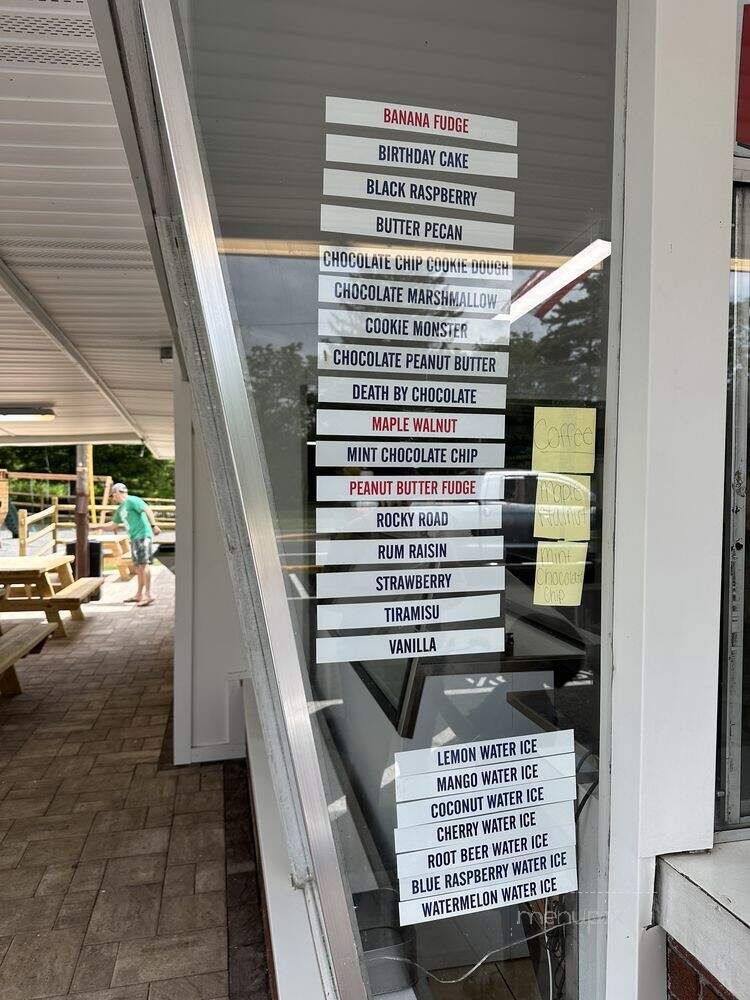 BANANA FUDGE
BIRTHDAY CAKE
BLACK RASPBERRY
BUTTER PECAN
CHOCOLATE CHIP COOKIE DOUGH
CHOCOLATE MARSHMALLOW
COOKIE MONSTER
CHOCOLATE PEANUT BUTTER
DEATH BY CHOCOLATE
MAPLE WALNUT
MINT CHOCOLATE CHIP
PEANUT BUTTER FUDGE
ROCKY ROAD
RUM RAISIN
STRAWBERRY
TIRAMISU
VANILLA
Coffee
Maple
Walnut
Mint
Chocolate
Chip
LEMON WATER ICE
MANGO WATER ICE
COCONUT WATER ICE
CHERRY WATER ICE
ROOT BEER WATER ICE
BLUE RASPBERRY WATER ICE
WATERMELON WATER ICE